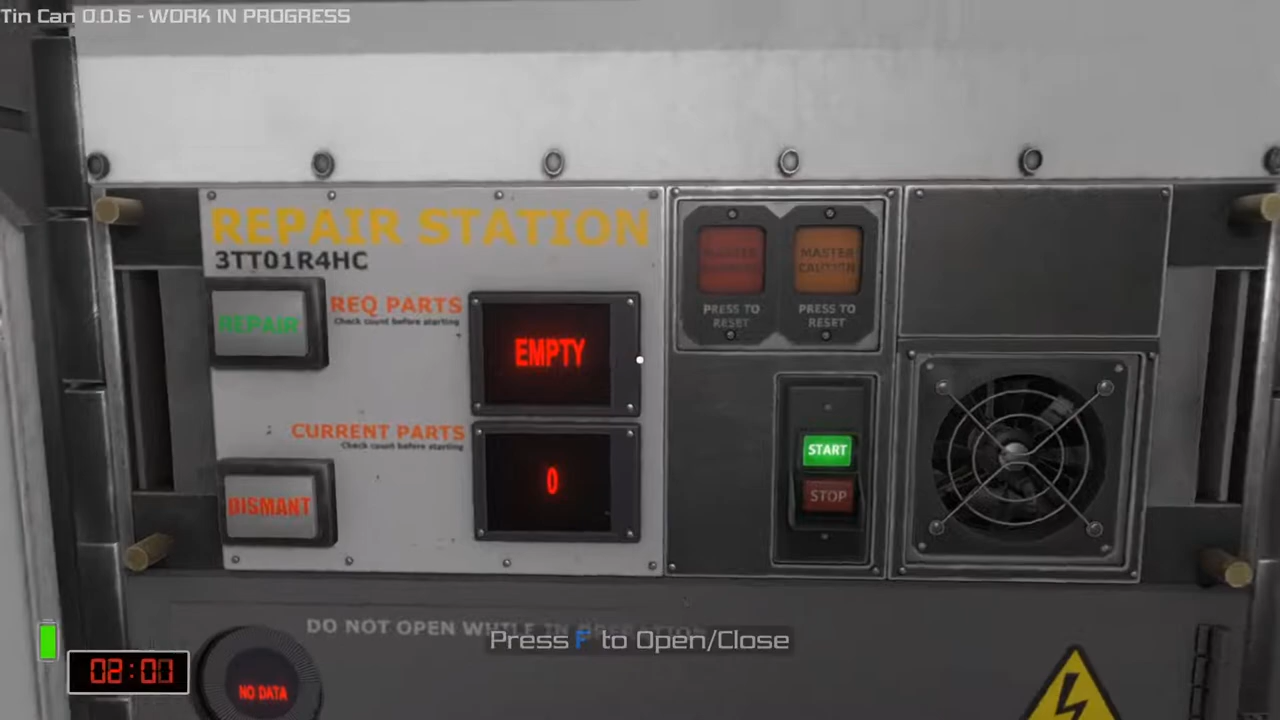 Tin Can 0.0.6 - WORK IN PROGRESS
REPAIR STATION
3TT01R4HC
REPAIR
REQ PARTS
Check count before starting
EMPTY
CURRENT PARTS
Check count before starting
0
DISMANT
MASTER
MASTER
CAUTION
PRESS TO
RESET
PRESS TO
RESET
START
STOP
DO NOT OPEN WHILE IN OPERATION
Press F to Open/Close
02:00
NO DATA